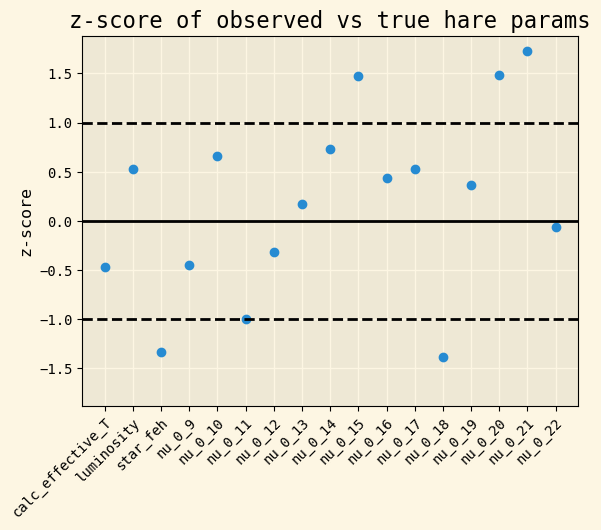 z-score of observed vs true hare params
z-score
1.5
1.0
0.5
0.0
−0.5
−1.0
−1.5
calc_effective_T
luminosity
star_feh
nu_0_9
nu_0_10
nu_0_11
nu_0_12
nu_0_13
nu_0_14
nu_0_15
nu_0_16
nu_0_17
nu_0_18
nu_0_19
nu_0_20
nu_0_21
nu_0_22